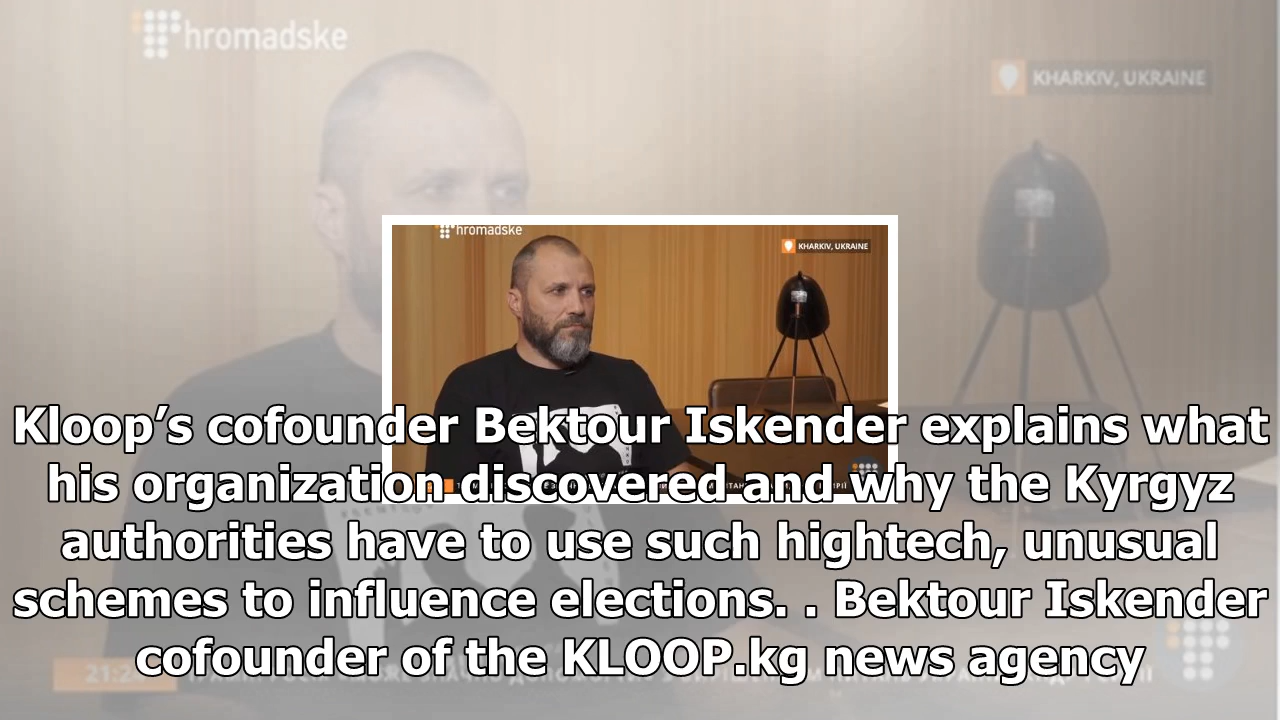 hromadske
KHARKIV, UKRAINE
hromadske
KHARKIV, UKRAINE
Kloop’s cofounder Bektour Iskender explains what
his organization discovered and why the Kyrgyz
authorities have to use such hightech, unusual
schemes to influence elections. . Bektour Iskender
cofounder of the KLOOP.kg news agency